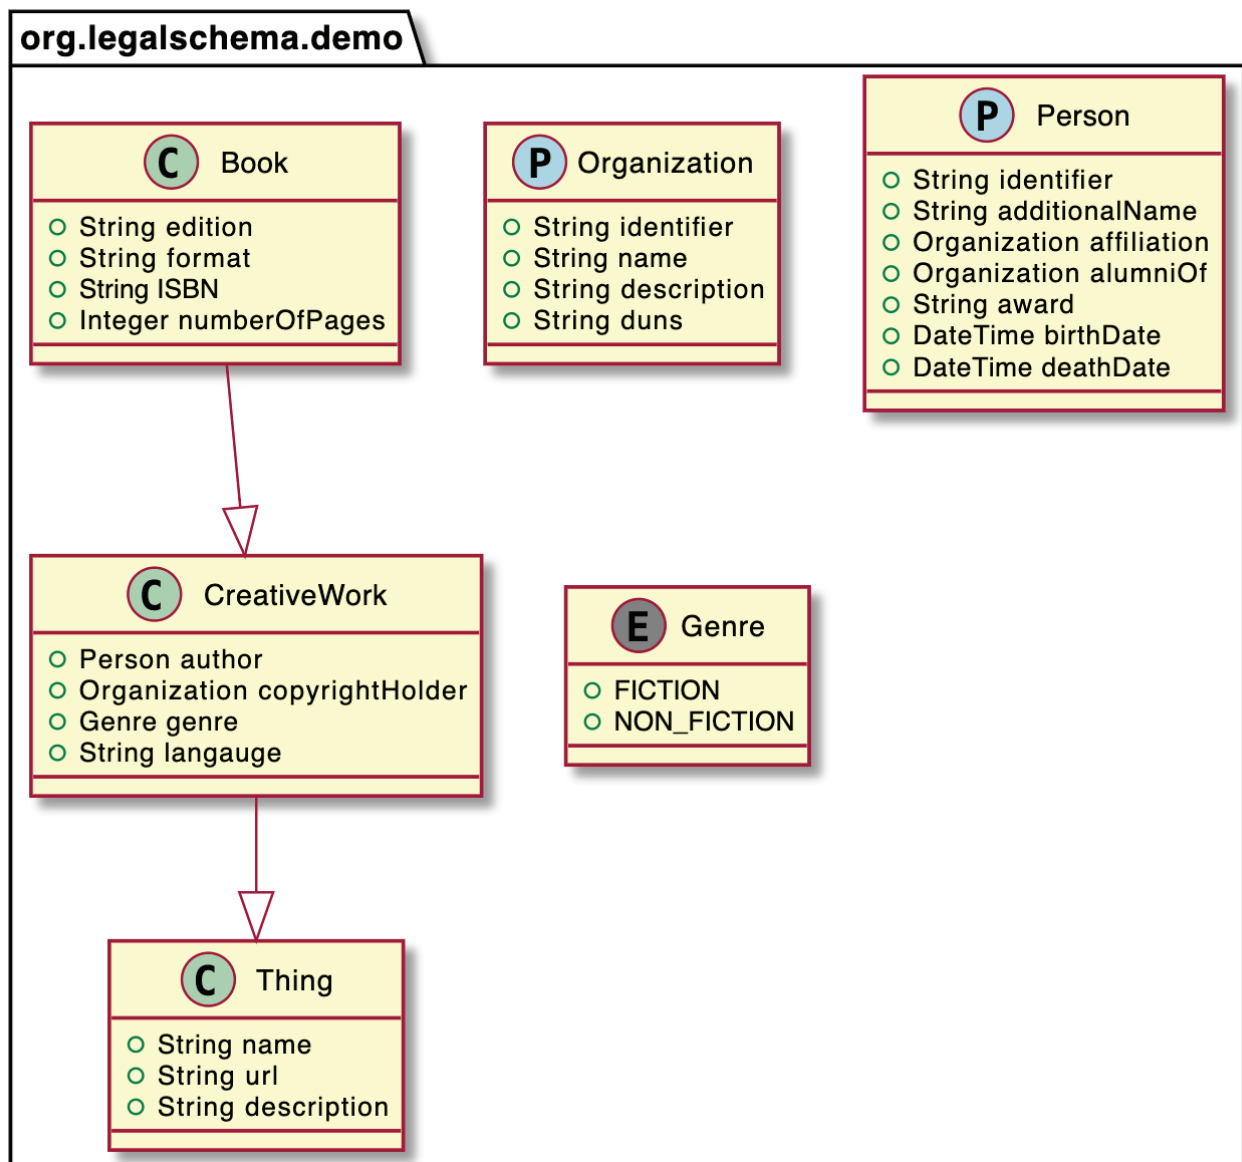 org.legalschema.demo
C Book
String edition
String format
String ISBN
Integer numberOfPages
P Organization
String identifier
String name
String description
String duns
P Person
String identifier
String additionalName
Organization affiliation
Organization alumniOf
String award
DateTime birthDate
DateTime deathDate
C CreativeWork
Person author
Organization copyrightHolder
Genre genre
String langauge
E Genre
FICTION
NON_FICTION
C Thing
String name
String url
String description